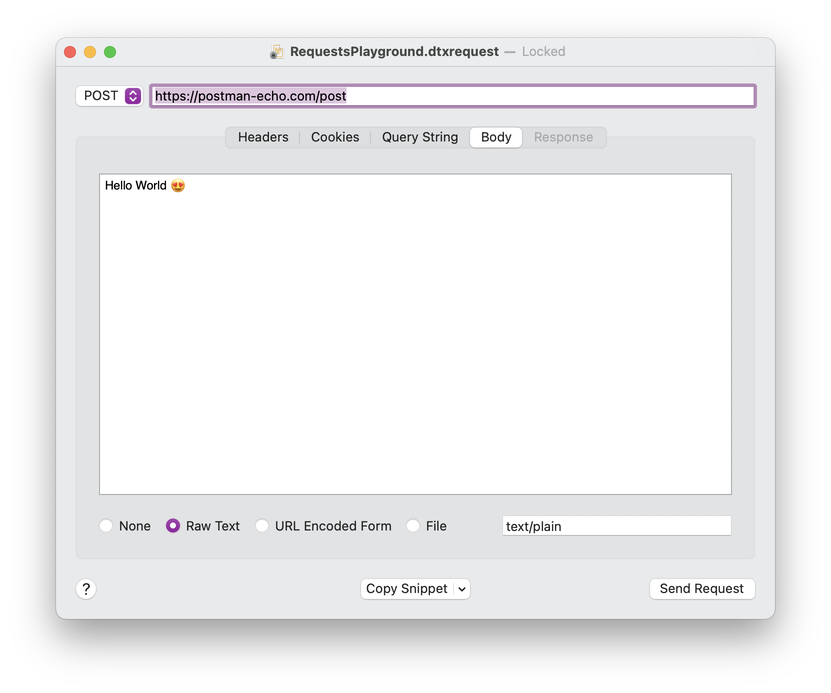 RequestsPlayground.dtxrequest — Locked
POST https://postman-echo.com/post
Headers Cookies Query String Body Response
Hello World 😍
None Raw Text URL Encoded Form File text/plain
? Copy Snippet Send Request